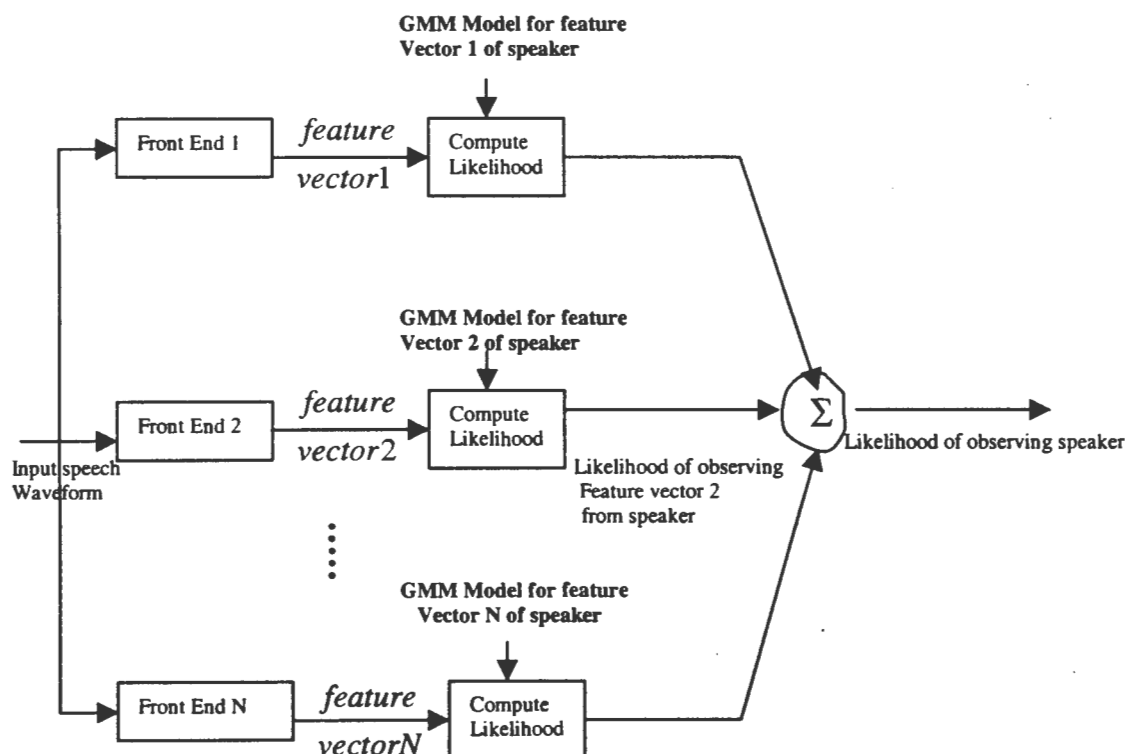 GMM Model for feature
Vector 1 of speaker
Front End 1
feature
vector1
Compute
Likelihood
GMM Model for feature
Vector 2 of speaker
Front End 2
feature
vector2
Compute
Likelihood
Σ
Input speech
Waveform
Likelihood of observing
Feature vector 2
from speaker
Likelihood of observing speaker
GMM Model for feature
Vector N of speaker
Front End N
feature
vectorN
Compute
Likelihood